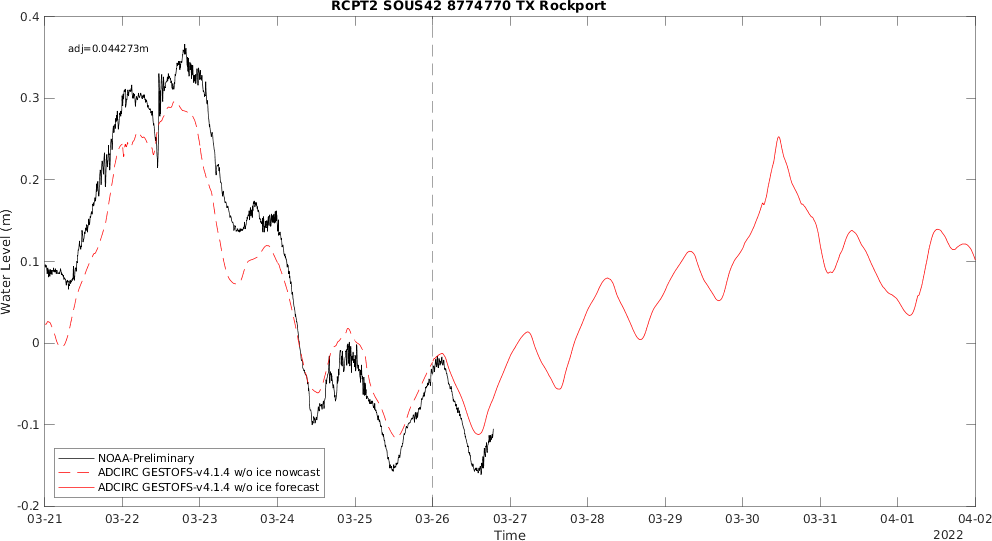 RCPT2 SOUS42 8774770 TX Rockport
adj=0.044273m
Water Level (m)
0.4
0.3
0.2
0.1
0
-0.1
-0.2
NOAA-Preliminary
ADCIRC GESTOFS-v4.1.4 w/o ice nowcast
ADCIRC GESTOFS-v4.1.4 w/o ice forecast
03-21 03-22 03-23 03-24 03-25 03-26 03-27 03-28 03-29 03-30 03-31 04-01 04-02
Time
2022